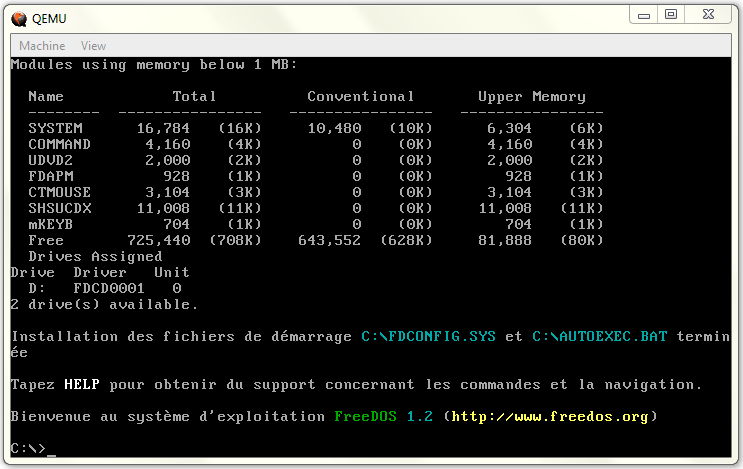 QEMU
Machine View
Modules using memory below 1 MB:
Name Total Conventional Upper Memory
-------- ---------------- ---------------- ----------------
SYSTEM 16,784 (16K) 10,480 (10K) 6,304 (6K)
COMMAND 4,160 (4K) 0 (0K) 4,160 (4K)
UDVD2 2,000 (2K) 0 (0K) 2,000 (2K)
FDAPM 928 (1K) 0 (0K) 928 (1K)
CTMOUSE 3,104 (3K) 0 (0K) 3,104 (3K)
SHSUCDX 11,008 (11K) 0 (0K) 11,008 (11K)
mKEYB 704 (1K) 0 (0K) 704 (1K)
Free 725,440 (708K) 643,552 (628K) 81,888 (80K)
Drives Assigned
Drive Driver Unit
D: FDCD0001 0
2 drive(s) available.
Installation des fichiers de démarrage C:\FDCONFIG.SYS et C:\AUTOEXEC.BAT termin
ée
Tapez HELP pour obtenir du support concernant les commandes et la navigation.
Bienvenue au système d'exploitation FreeDOS 1.2 (http://www.freedos.org)
C:\>_